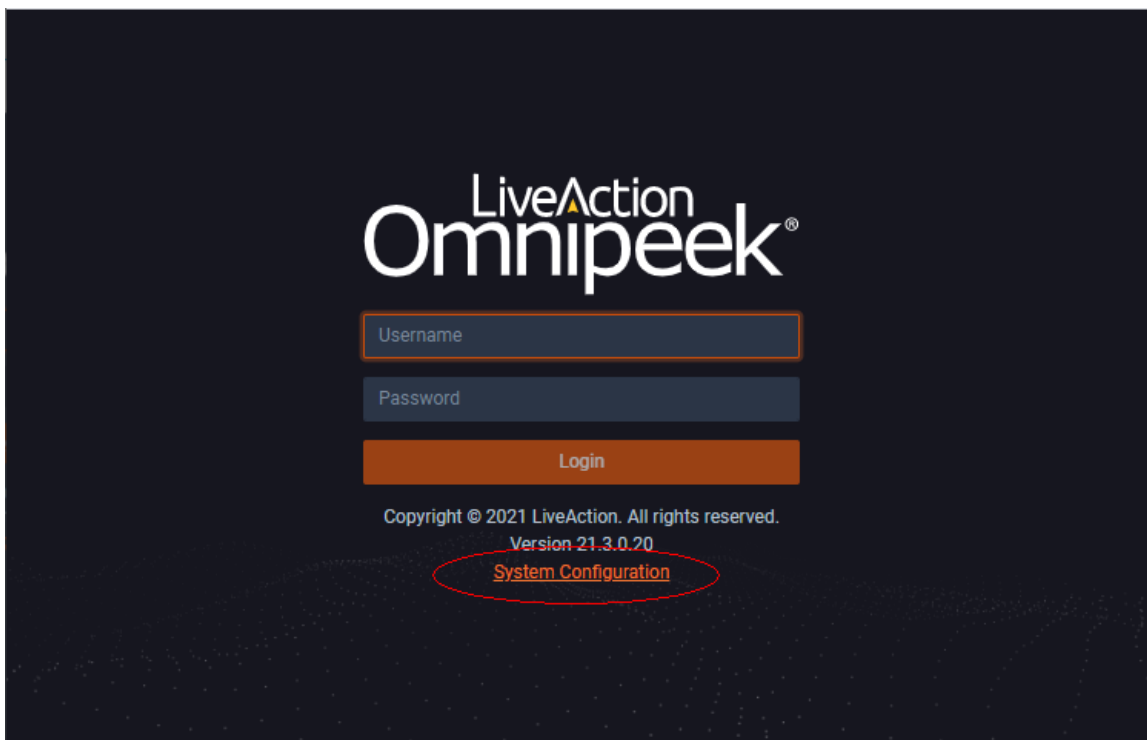 LiveAction
Omnipeek®
Username
Password
Login
Copyright © 2021 LiveAction. All rights reserved.
Version 21.3.0.20
System Configuration